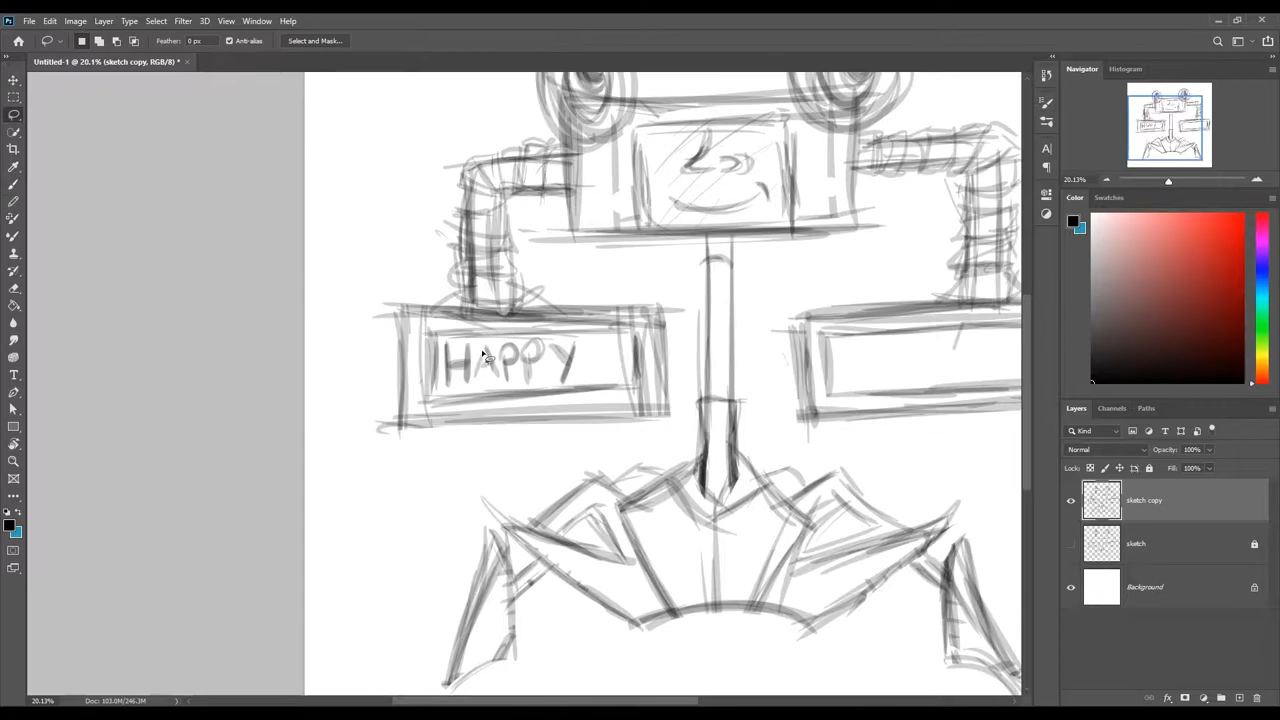 File Edit Image Layer Type Select Filter 3D View Window Help
Feather: 0 px Anti-alias Select and Mask...
Untitled-1 @ 20.1% (sketch copy, RGB/8) *
HAPPY
20.13% Doc: 103.0M/246.3M
Navigator Histogram
20.13%
Color Swatches
Layers Channels Paths
Kind
Normal Opacity: 100%
Lock: Fill: 100%
sketch copy
sketch
Background